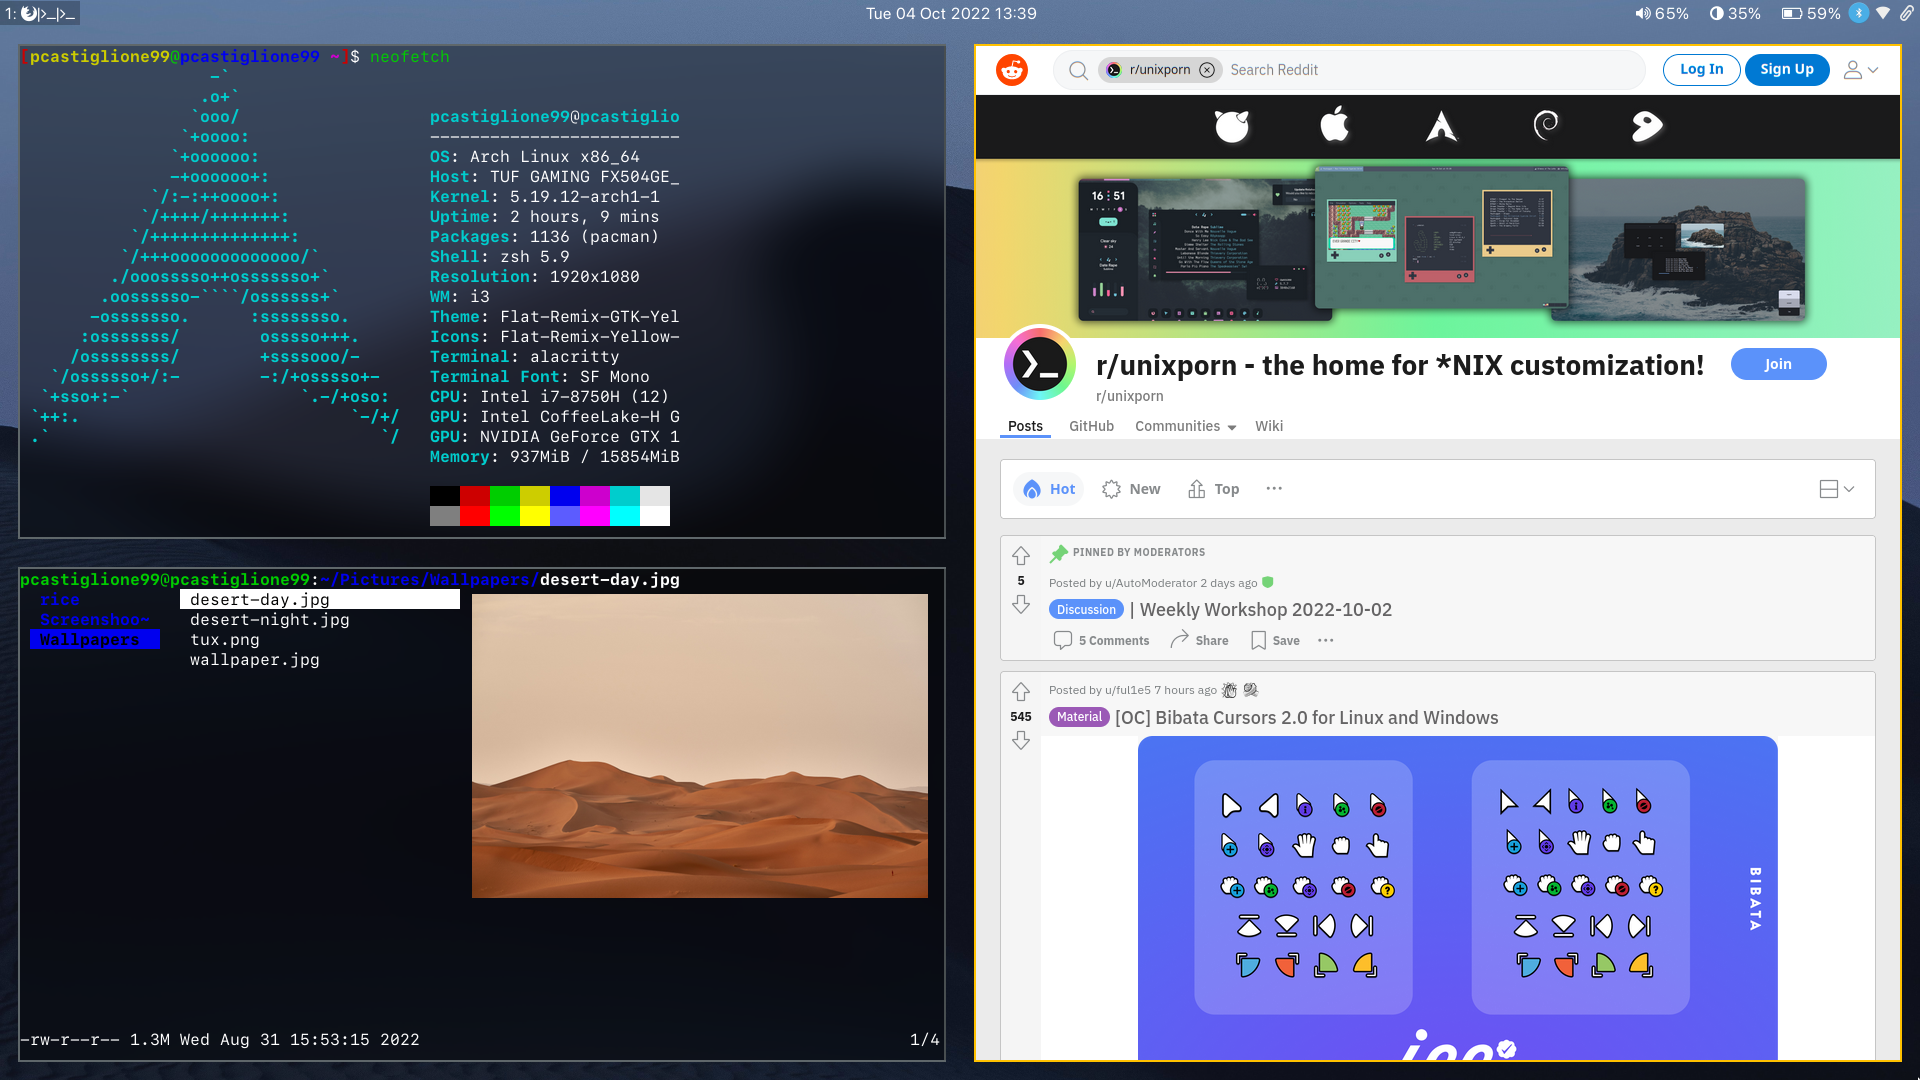 1:
Tue 04 Oct 2022 13:39
65%
35%
59%
[pcastiglione99@pcastiglione99 ~]$ neofetch
pcastiglione99@pcastiglio
-------------------------
OS: Arch Linux x86_64
Host: TUF GAMING FX504GE_
Kernel: 5.19.12-arch1-1
Uptime: 2 hours, 9 mins
Packages: 1136 (pacman)
Shell: zsh 5.9
Resolution: 1920x1080
WM: i3
Theme: Flat-Remix-GTK-Yel
Icons: Flat-Remix-Yellow-
Terminal: alacritty
Terminal Font: SF Mono
CPU: Intel i7-8750H (12)
GPU: Intel CoffeeLake-H G
GPU: NVIDIA GeForce GTX 1
Memory: 937MiB / 15854MiB
pcastiglione99@pcastiglione99:~/Pictures/Wallpapers/desert-day.jpg
rice
Screenshoo~
Wallpapers
desert-day.jpg
desert-night.jpg
tux.png
wallpaper.jpg
-rw-r--r-- 1.3M Wed Aug 31 15:53:15 2022
1/4
r/unixporn
Search Reddit
Log In
Sign Up
16 51
r/unixporn - the home for *NIX customization!
Join
r/unixporn
Posts
GitHub
Communities
Wiki
Hot
New
Top
PINNED BY MODERATORS
5
Posted by u/AutoModerator 2 days ago
Discussion | Weekly Workshop 2022-10-02
5 Comments
Share
Save
Posted by u/ful1e5 7 hours ago
545
Material [OC] Bibata Cursors 2.0 for Linux and Windows
BIBATA